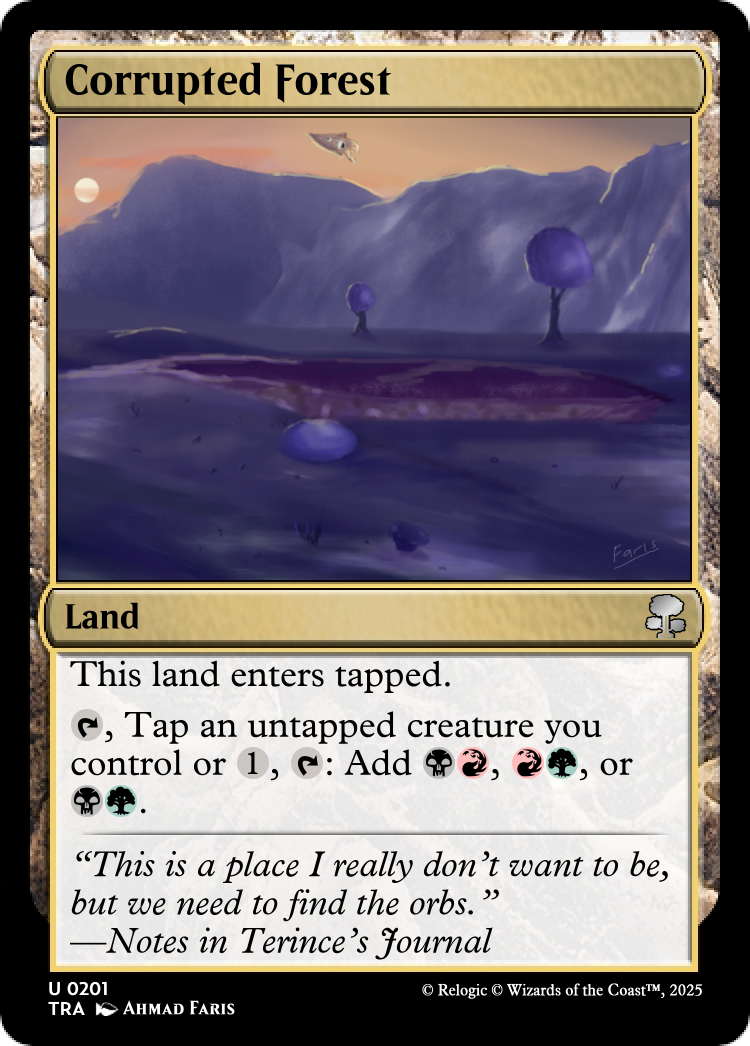 Corrupted Forest
Faris
Land
This land enters tapped.
, Tap an untapped creature you
control or 1, : Add , , or
.
“This is a place I really don’t want to be,
but we need to find the orbs.”
—Notes in Terince’s Journal
U 0201
TRA AHMAD FARIS
© Relogic © Wizards of the Coast™, 2025